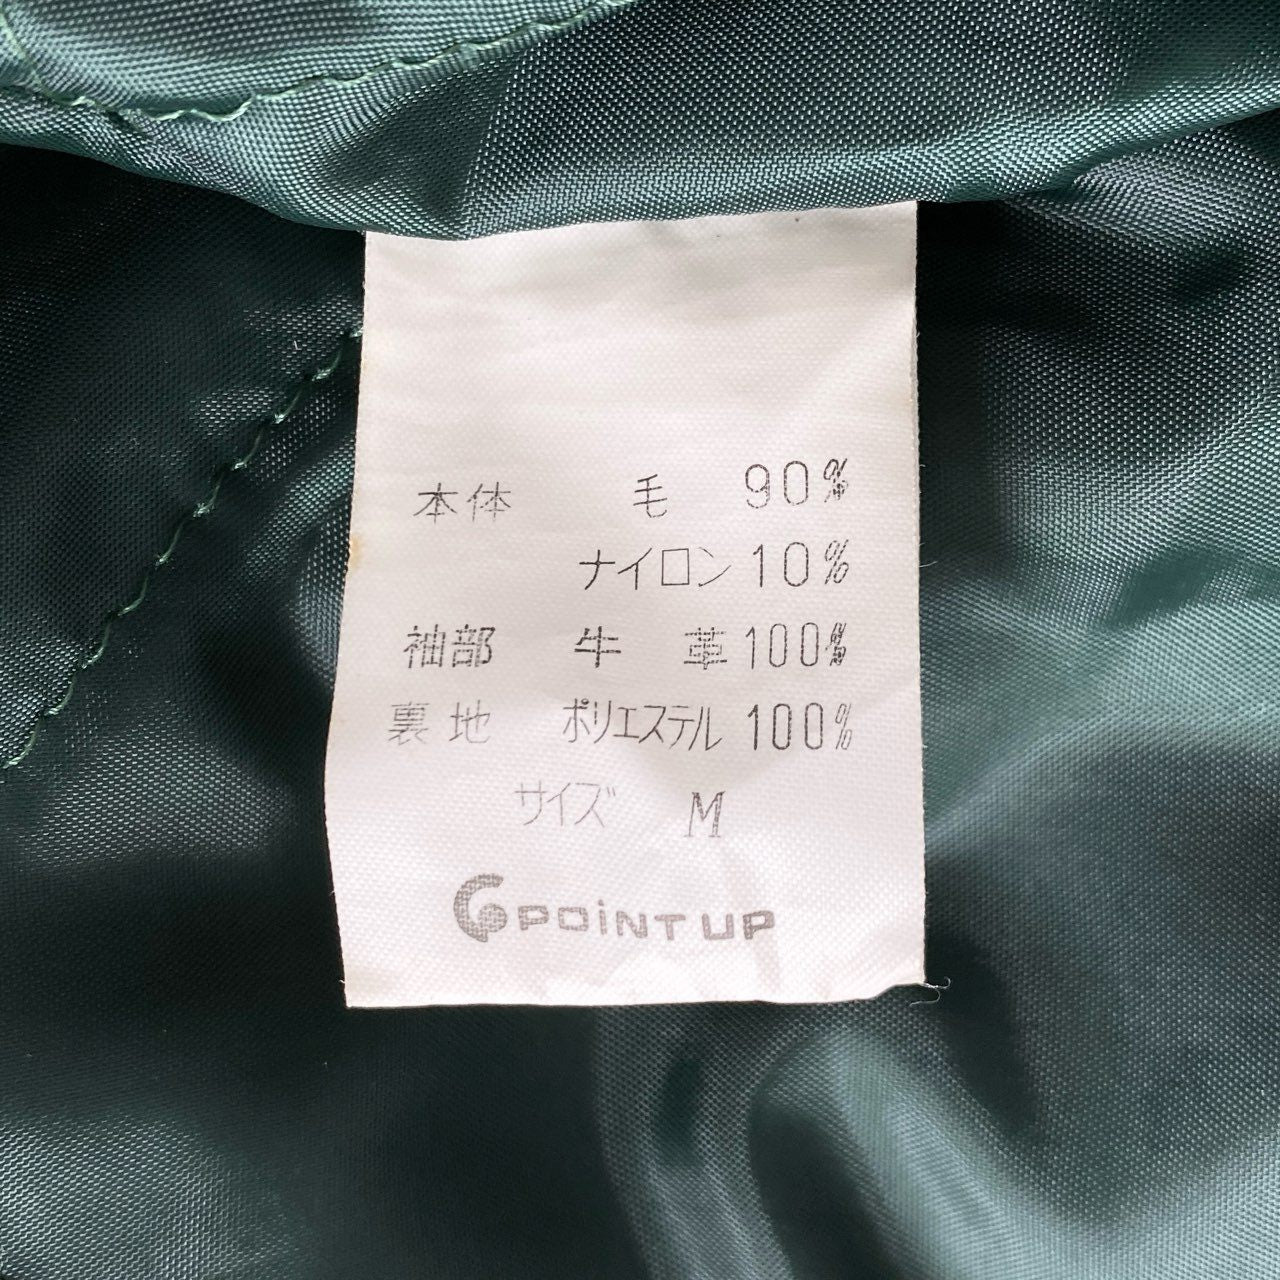 本体 毛 90%
ナイロン 10%
袖部 牛革 100%
裏地 ポリエステル 100%
サイズ M
POINT UP